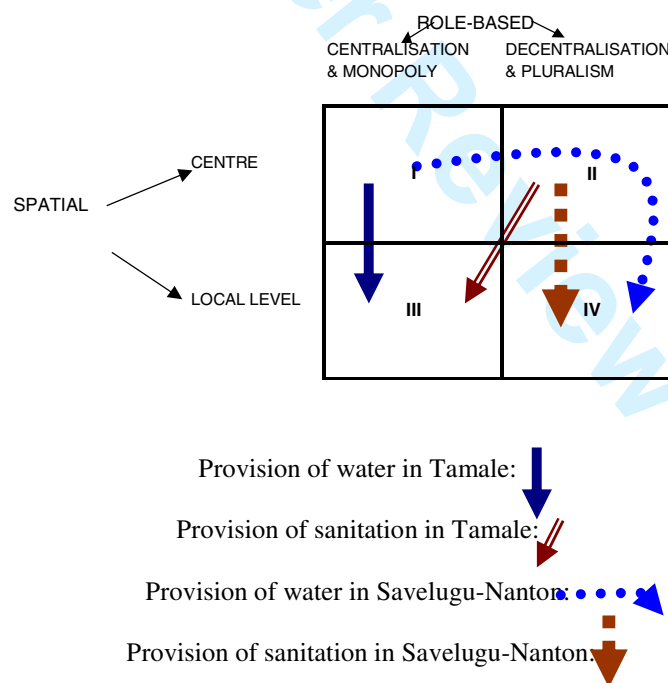 ROLE-BASED
CENTRALISATION & MONOPOLY
DECENTRALISATION & PLURALISM
CENTRE
I
II
SPATIAL
LOCAL LEVEL
III
IV
Review
Provision of water in Tamale:
Provision of sanitation in Tamale:
Provision of water in Savelugu-Nanton:
Provision of sanitation in Savelugu-Nanton: